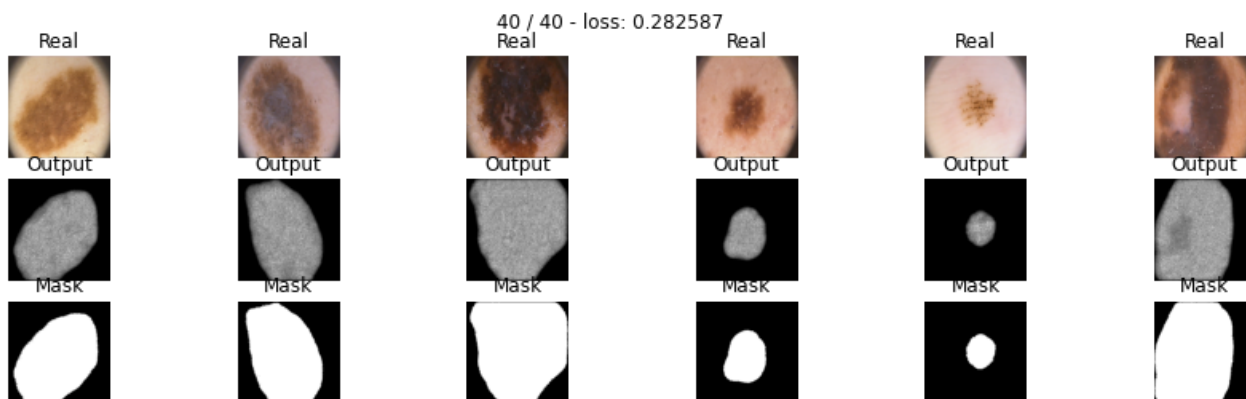 40 / 40 - loss: 0.282587
Real Real Real Real Real Real
Output Output Output Output Output Output
Mask Mask Mask Mask Mask Mask